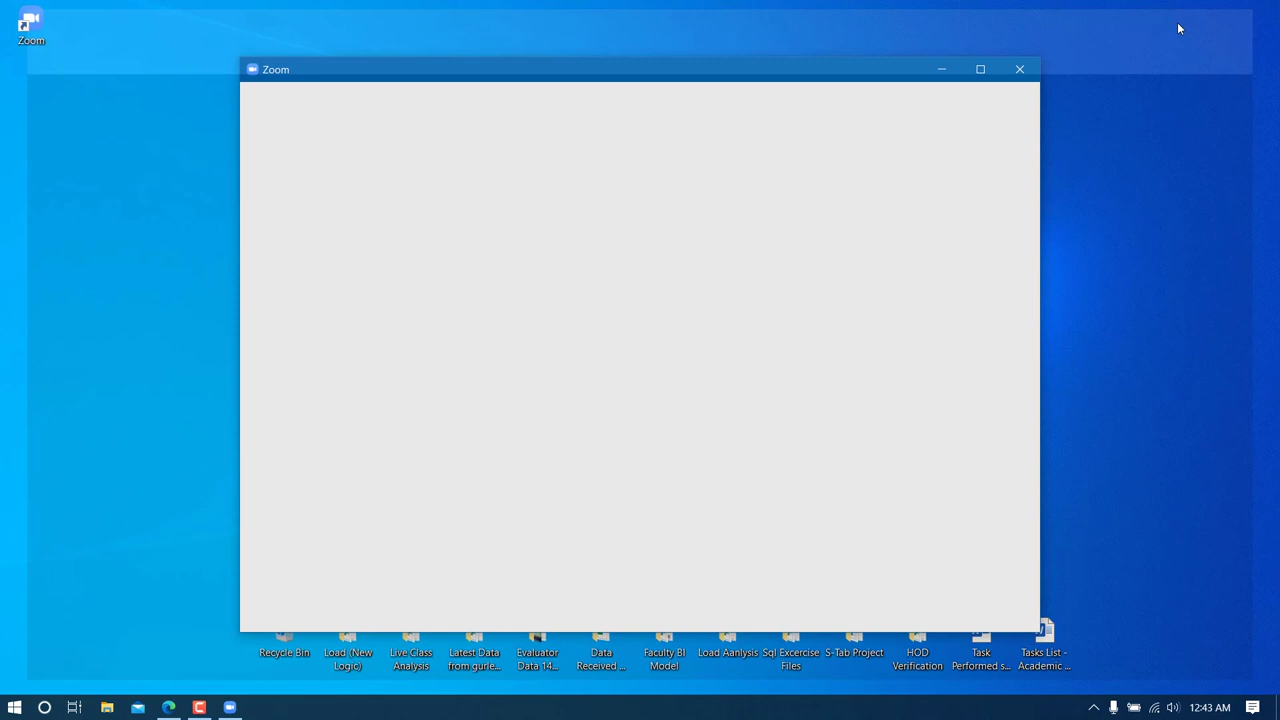 Zoom
Zoom
Recycle Bin
Load (New
Logic)
Live Class
Analysis
Latest Data
from gurle...
Evaluator
Data 14...
Data
Received ...
Faculty BI
Model
Load Aanlysis
Sql Excercise
Files
S-Tab Project
HOD
Verification
Task
Performed s...
Tasks List -
Academic ...
12:43 AM